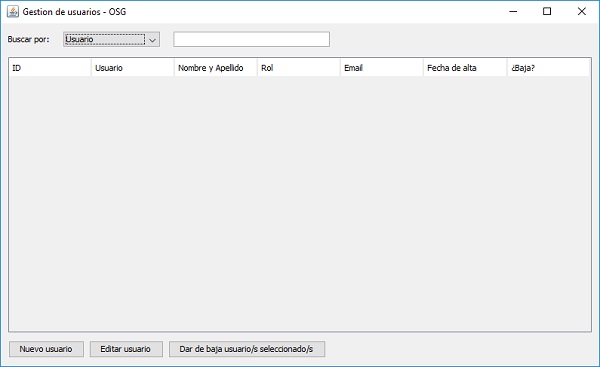 Gestion de usuarios - OSG
Buscar por: Usuario
ID Usuario Nombre y Apellido Rol Email Fecha de alta ¿Baja?
Nuevo usuario Editar usuario Dar de baja usuario/s seleccionado/s